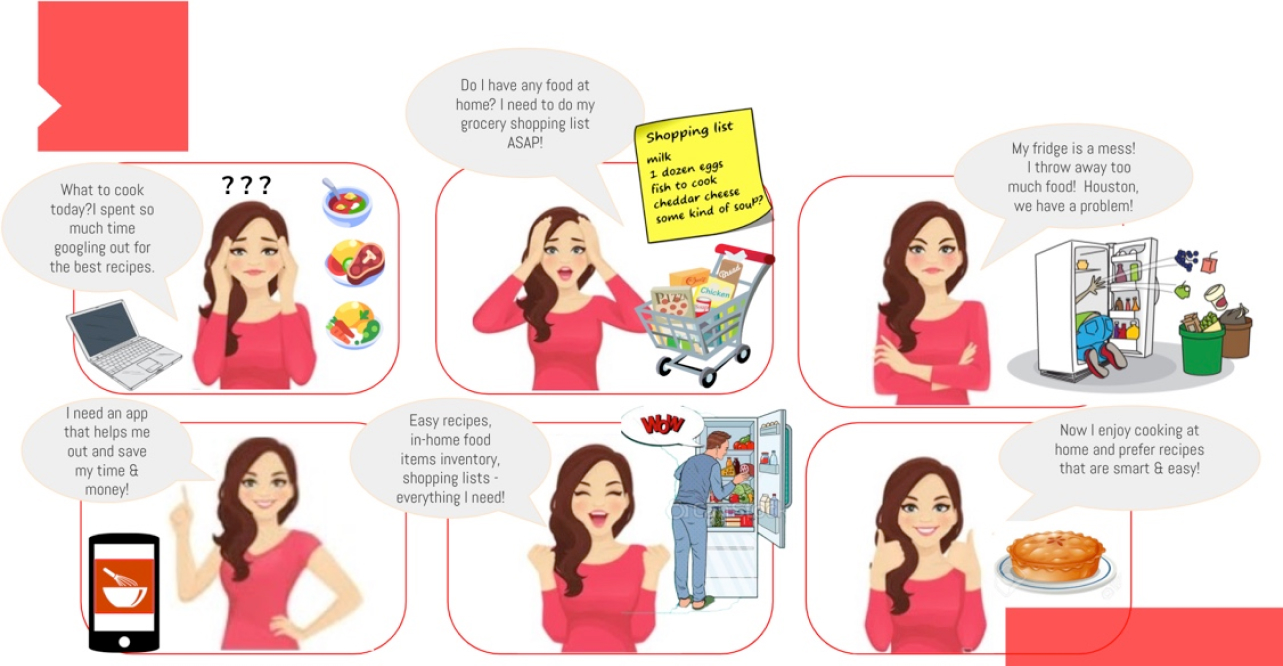 What to cook
today?I spent so
much time
googling out for
the best recipes.
? ? ?
Do I have any food at
home? I need to do my
grocery shopping list
ASAP!
Shopping list
milk
1 dozen eggs
fish to cook
cheddar cheese
some kind of soup?
Bread
Chicken
PIZZA
My fridge is a mess!
I throw away too
much food! Houston,
we have a problem!
I need an app
that helps me
out and save
my time &
money!
Easy recipes,
in-home food
items inventory,
shopping lists -
everything I need!
WOW
Now I enjoy cooking at
home and prefer recipes
that are smart & easy!